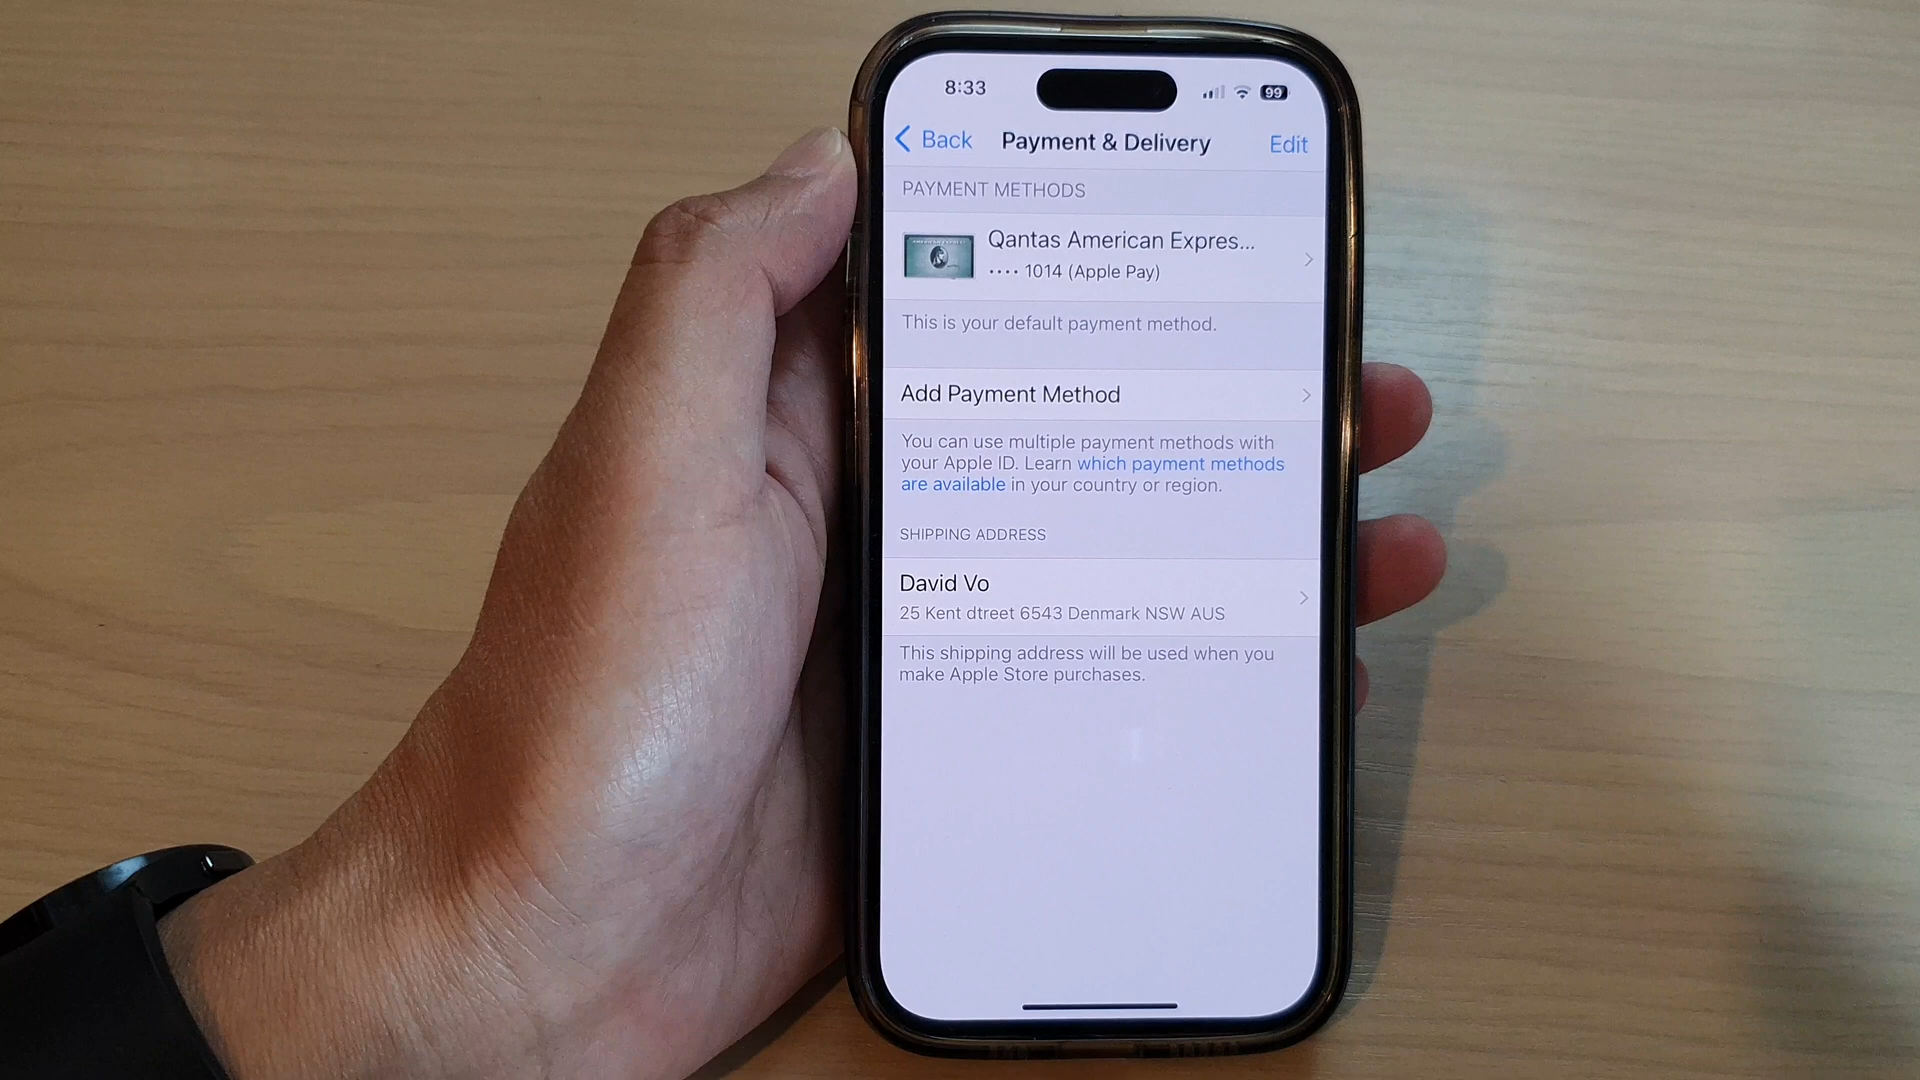 8:33
99
Back
Payment & Delivery
Edit
PAYMENT METHODS
AMERICAN EXPRESS
Qantas American Expres...
•••• 1014 (Apple Pay)
This is your default payment method.
Add Payment Method
You can use multiple payment methods with
your Apple ID. Learn which payment methods
are available in your country or region.
SHIPPING ADDRESS
David Vo
25 Kent dtreet 6543 Denmark NSW AUS
This shipping address will be used when you
make Apple Store purchases.